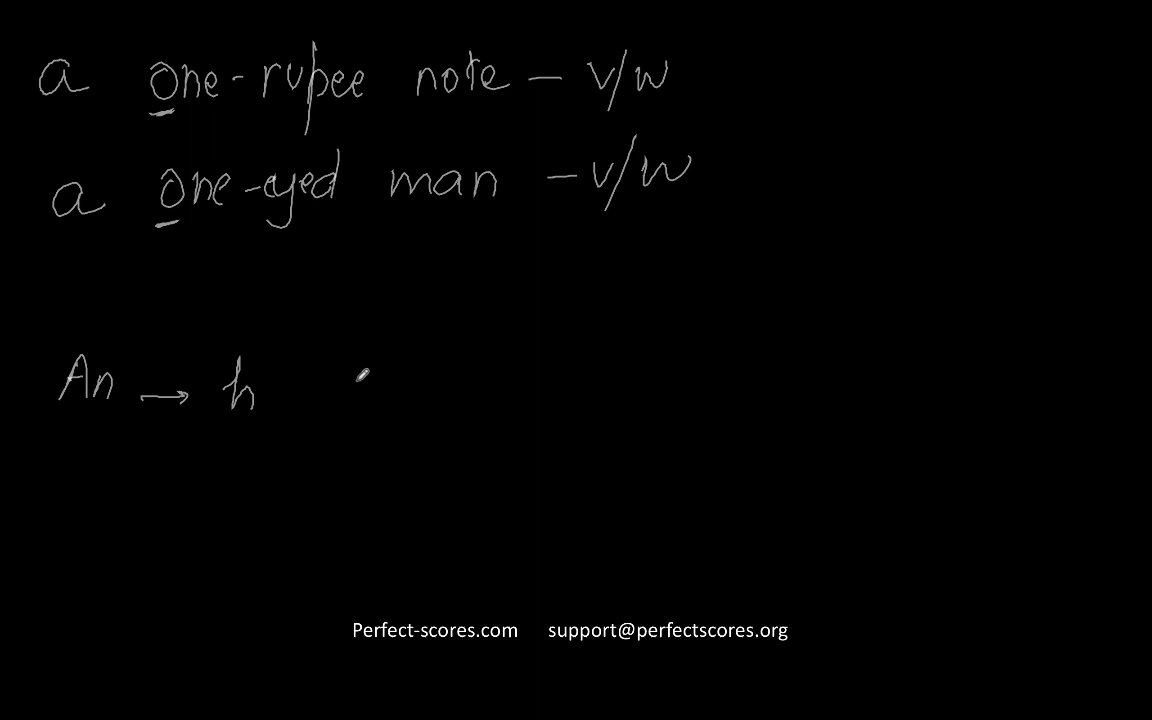 a one-rupee note - v/w
a one-eyed man - v/w
An → h
Perfect-scores.com support@perfectscores.org